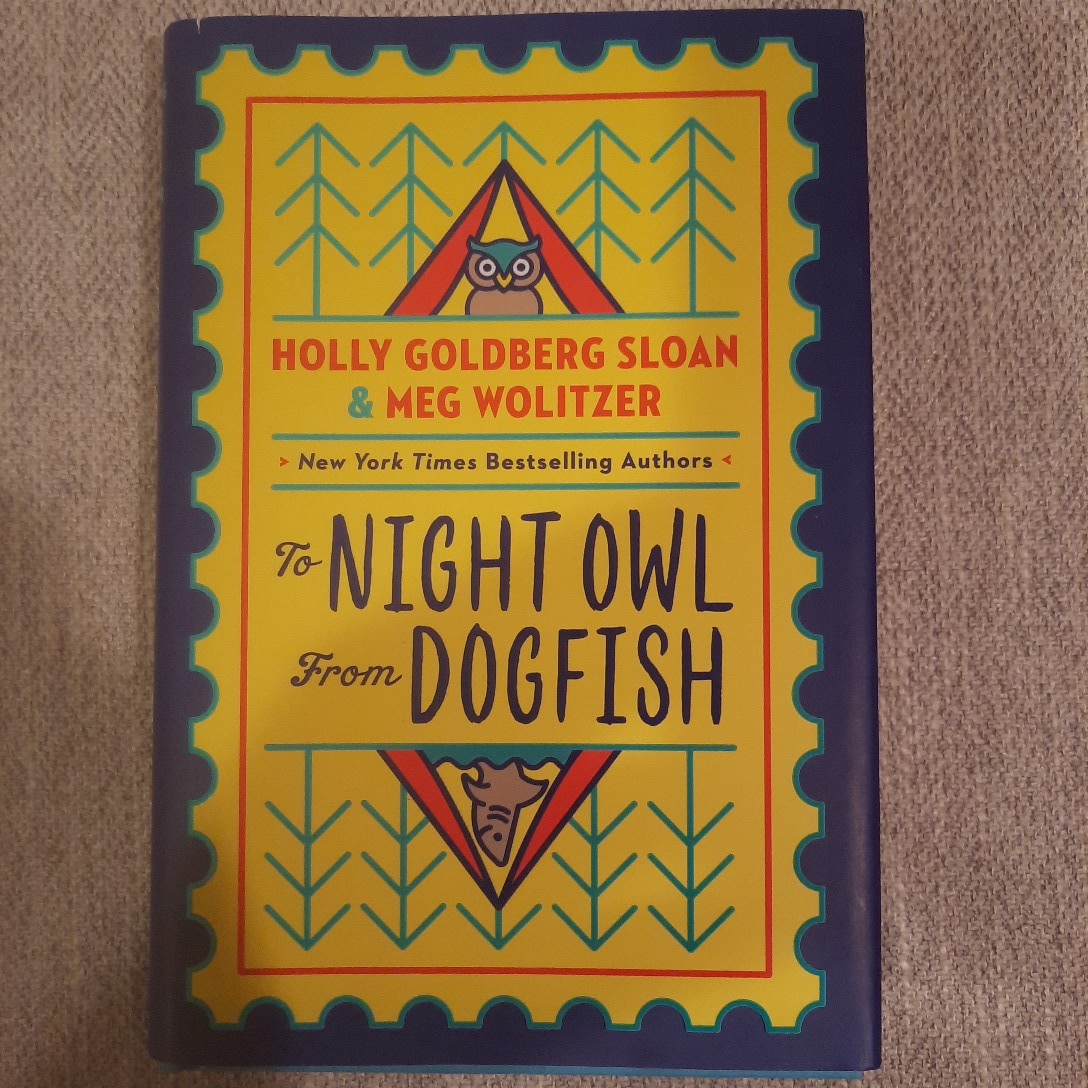 HOLLY GOLDBERG SLOAN
& MEG WOLITZER
> New York Times Bestselling Authors <
To NIGHT OWL
From DOGFISH